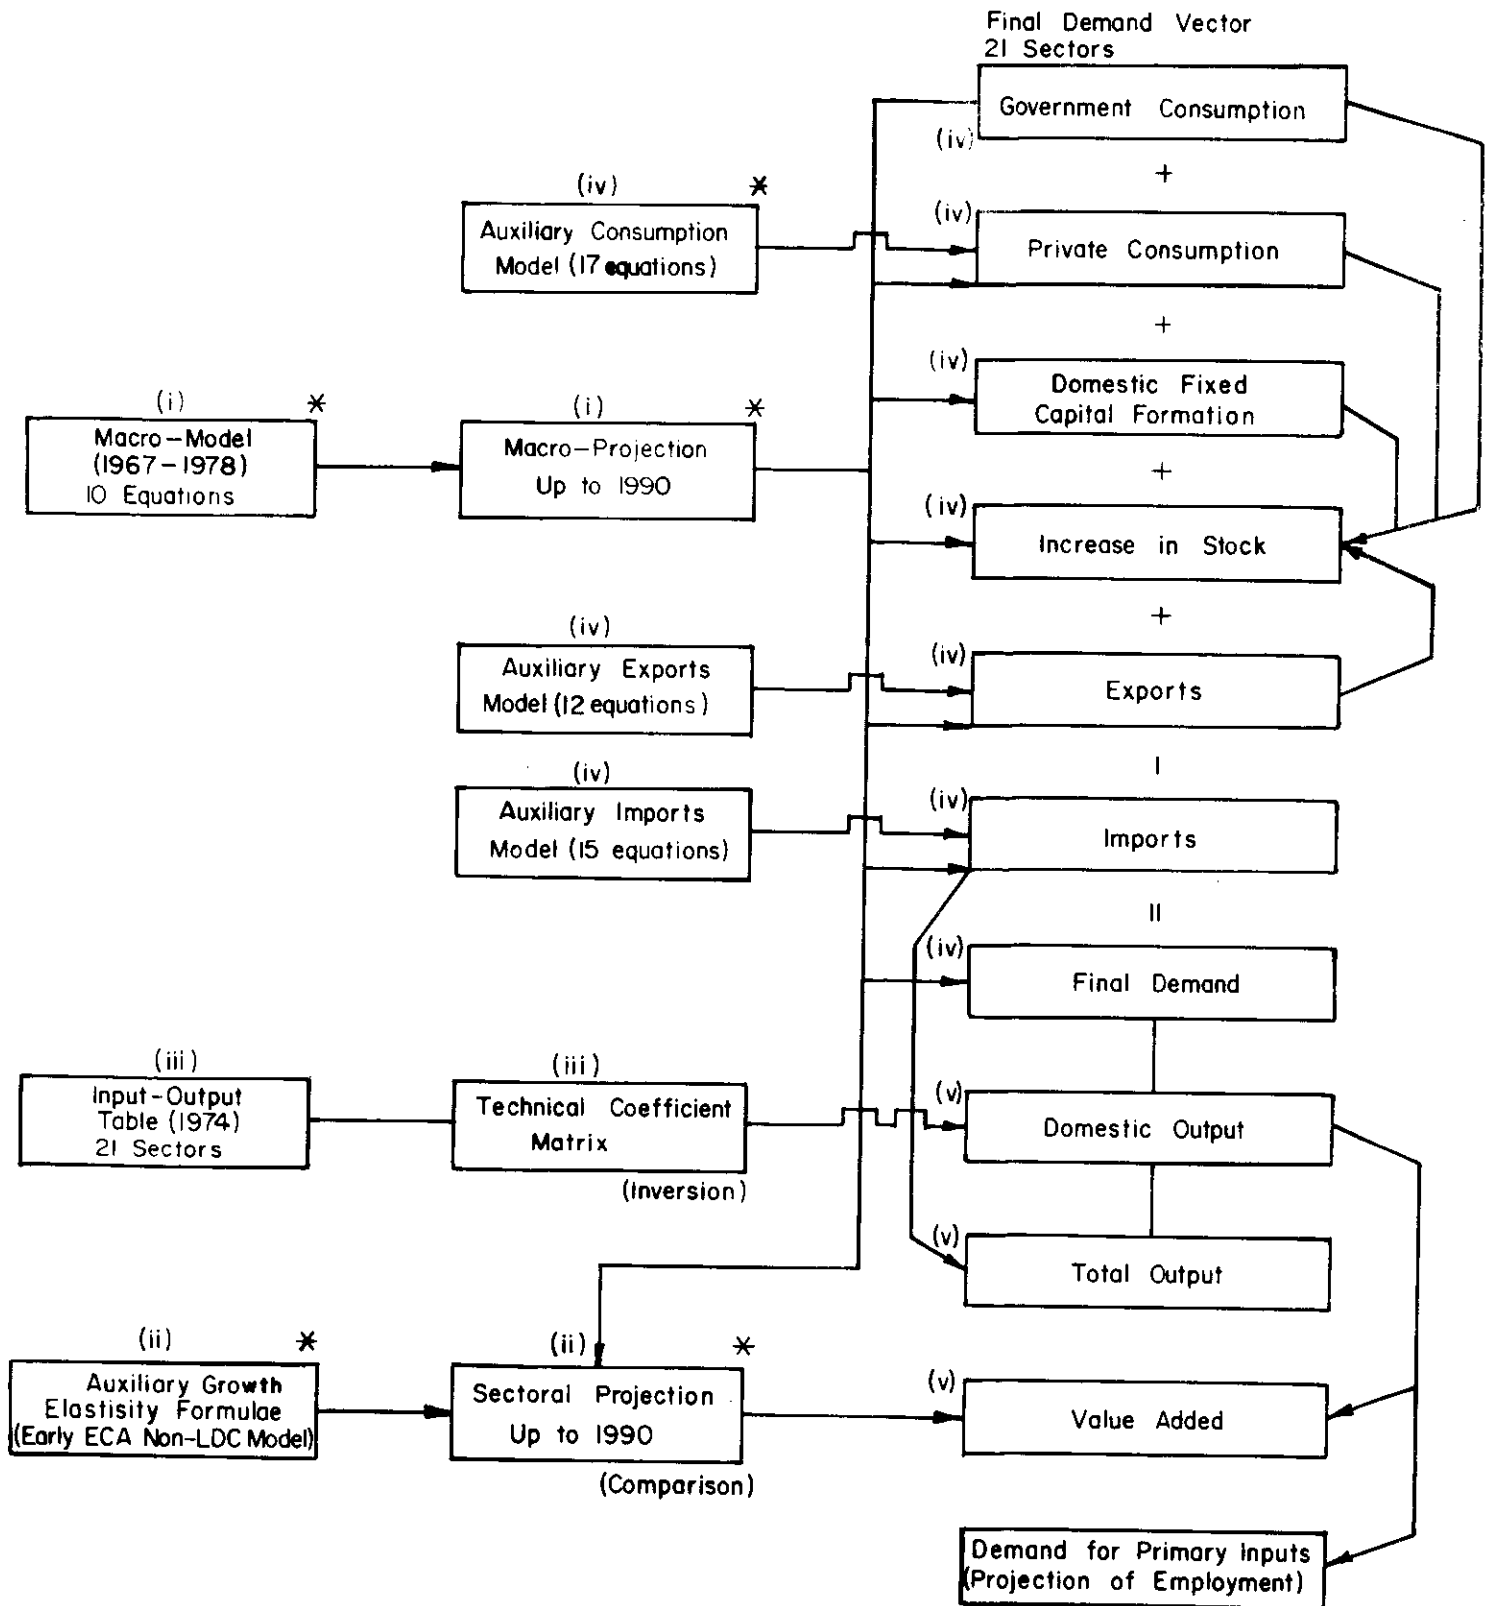 Final Demand Vector
21 Sectors
Government Consumption
(iv)
+
(iv) *
Auxiliary Consumption
Model (17 equations)
(iv)
Private Consumption
+
(iv)
Domestic Fixed
Capital Formation
+
(i) *
Macro-Model
(1967-1978)
10 Equations
(i) *
Macro-Projection
Up to 1990
(iv)
Increase in Stock
+
(iv)
Auxiliary Exports
Model (12 equations)
(iv)
Exports
(iv)
Auxiliary Imports
Model (15 equations)
(iv)
Imports
(iv)
Final Demand
(iii)
Input-Output
Table (1974)
21 Sectors
(iii)
Technical Coefficient
Matrix
(Inversion)
(v)
Domestic Output
(v)
Total Output
(ii) *
Auxiliary Growth
Elastisity Formulae
(Early ECA Non-LDC Model)
(ii) *
Sectoral Projection
Up to 1990
(Comparison)
(v)
Value Added
Demand for Primary Inputs
(Projection of Employment)